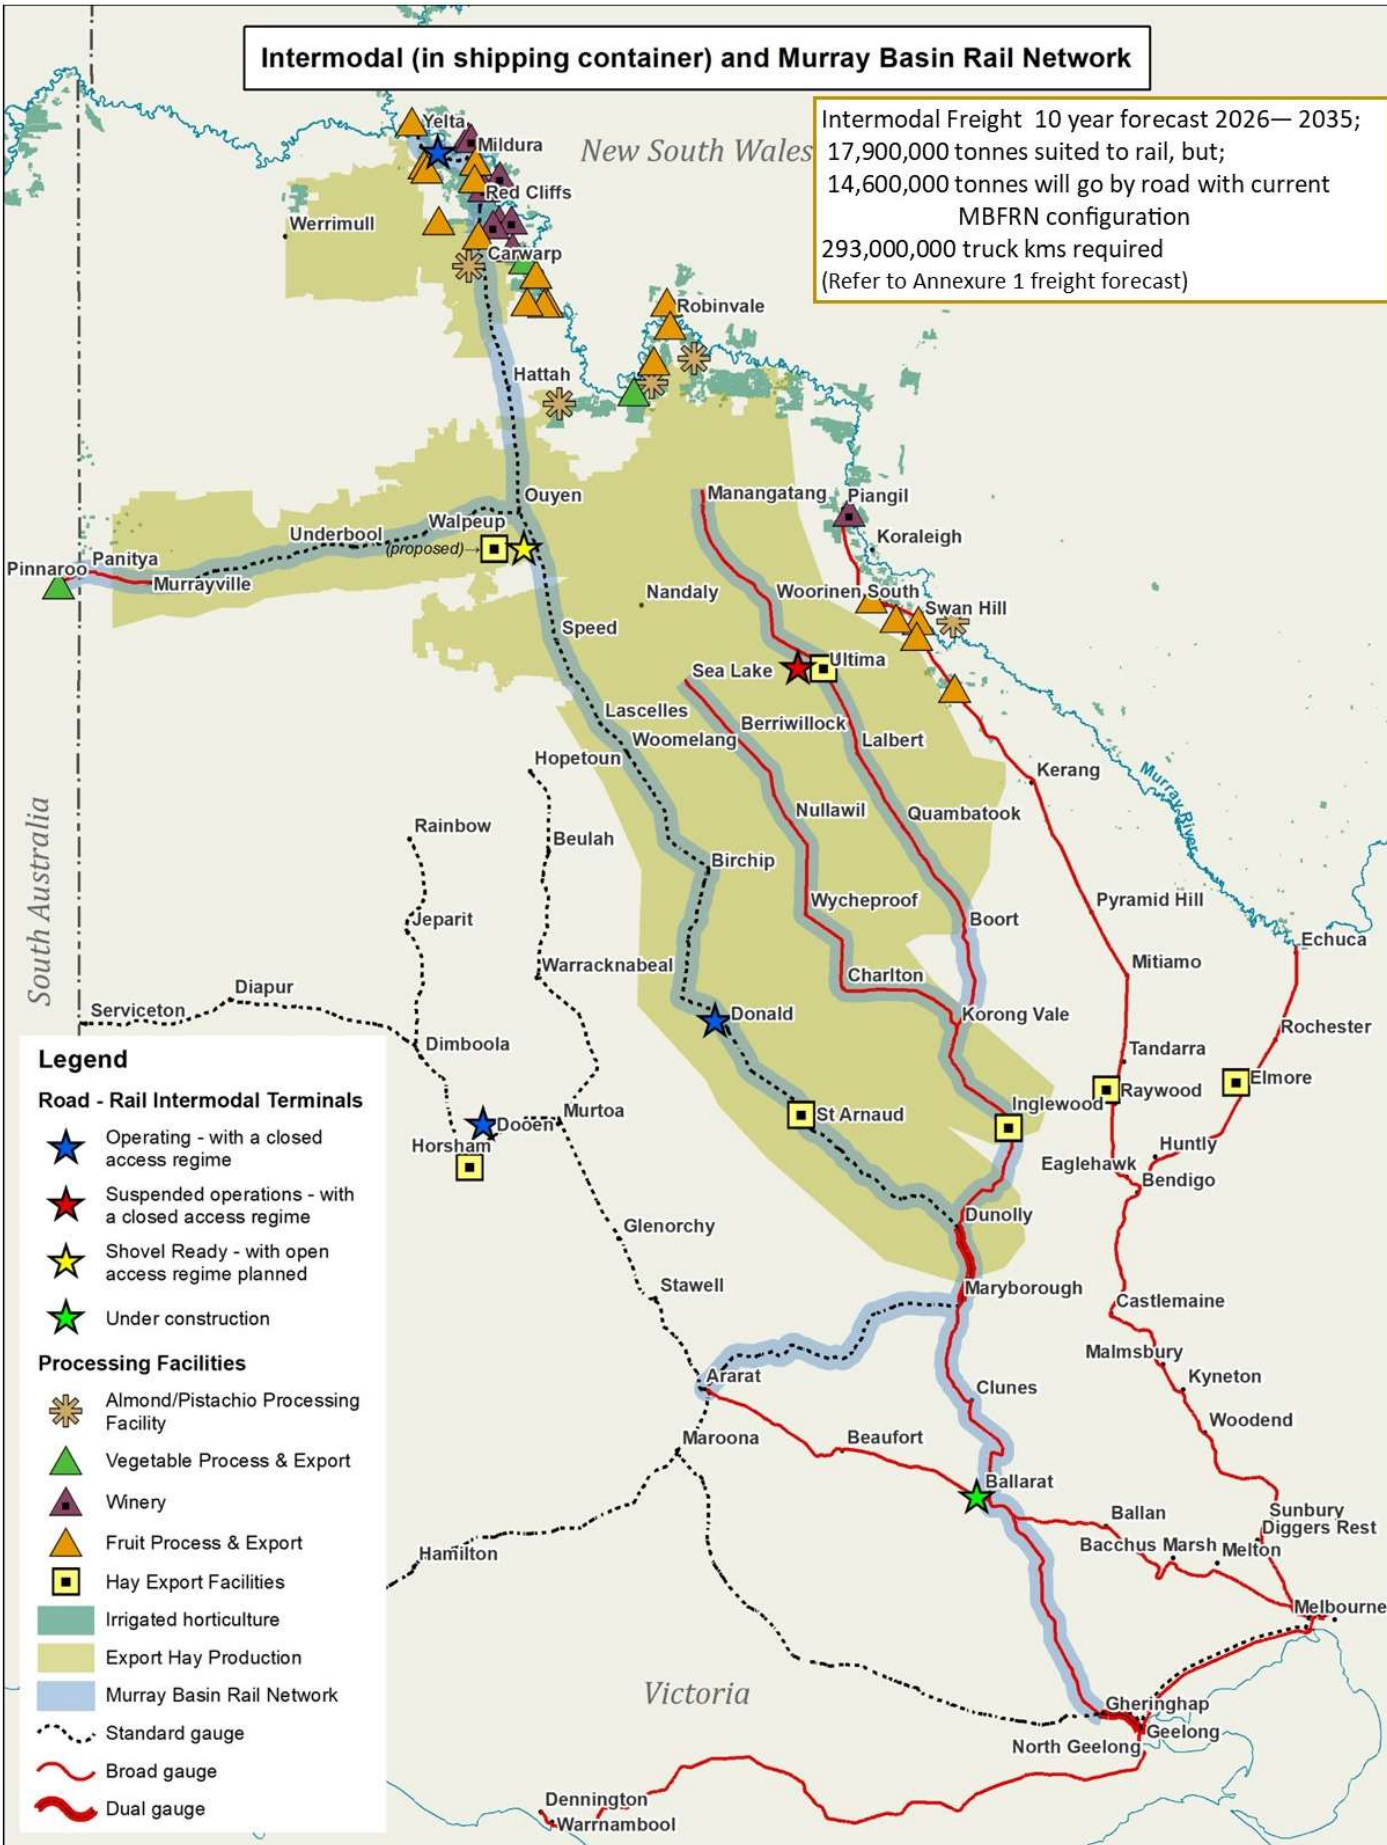 Intermodal (in shipping container) and Murray Basin Rail Network
Intermodal Freight 10 year forecast 2026— 2035;
17,900,000 tonnes suited to rail, but;
14,600,000 tonnes will go by road with current
MBFRN configuration
293,000,000 truck kms required
(Refer to Annexure 1 freight forecast)
New South Wales
Yelta
Mildura
Red Cliffs
Werrimull
Carwarp
Robinvale
Hattah
Ouyen
Manangatang
Piangil
Walpeup
Underbool
(proposed)→
Koraleigh
Panitya
Pinnaroo
Murrayville
Nandaly
Woorinen South
Swan Hill
Speed
Ultima
Sea Lake
Lascelles
Berriwillock
Woomelang
Lalbert
Hopetoun
Kerang
Murray River
South Australia
Rainbow
Beulah
Nullawil
Quambatook
Birchip
Wycheproof
Pyramid Hill
Jeparit
Boort
Echuca
Warracknabeal
Charlton
Mitiamo
Diapur
Serviceton
Donald
Korong Vale
Rochester
Dimboola
Tandarra
Elmore
Raywood
Inglewood
Murtoa
St Arnaud
Dooen
Horsham
Huntly
Eaglehawk
Bendigo
Glenorchy
Dunolly
Stawell
Maryborough
Castlemaine
Malmsbury
Ararat
Kyneton
Clunes
Woodend
Maroona
Beaufort
Ballarat
Ballan
Sunbury
Diggers Rest
Bacchus Marsh
Melton
Hamilton
Melbourne
Victoria
Gheringhap
Geelong
North Geelong
Dennington
Warrnambool
Legend
Road - Rail Intermodal Terminals
Operating - with a closed
access regime
Suspended operations - with
a closed access regime
Shovel Ready - with open
access regime planned
Under construction
Processing Facilities
Almond/Pistachio Processing
Facility
Vegetable Process & Export
Winery
Fruit Process & Export
Hay Export Facilities
Irrigated horticulture
Export Hay Production
Murray Basin Rail Network
Standard gauge
Broad gauge
Dual gauge